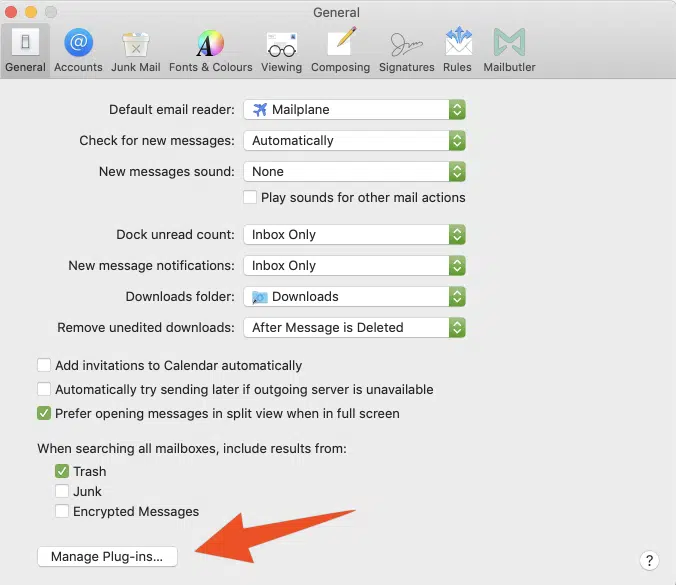 General
General Accounts Junk Mail Fonts & Colours Viewing Composing Signatures Rules Mailbutler
Default email reader: Mailplane
Check for new messages: Automatically
New messages sound: None
Play sounds for other mail actions
Dock unread count: Inbox Only
New message notifications: Inbox Only
Downloads folder: Downloads
Remove unedited downloads: After Message is Deleted
Add invitations to Calendar automatically
Automatically try sending later if outgoing server is unavailable
Prefer opening messages in split view when in full screen
When searching all mailboxes, include results from:
Trash
Junk
Encrypted Messages
Manage Plug-ins...
?